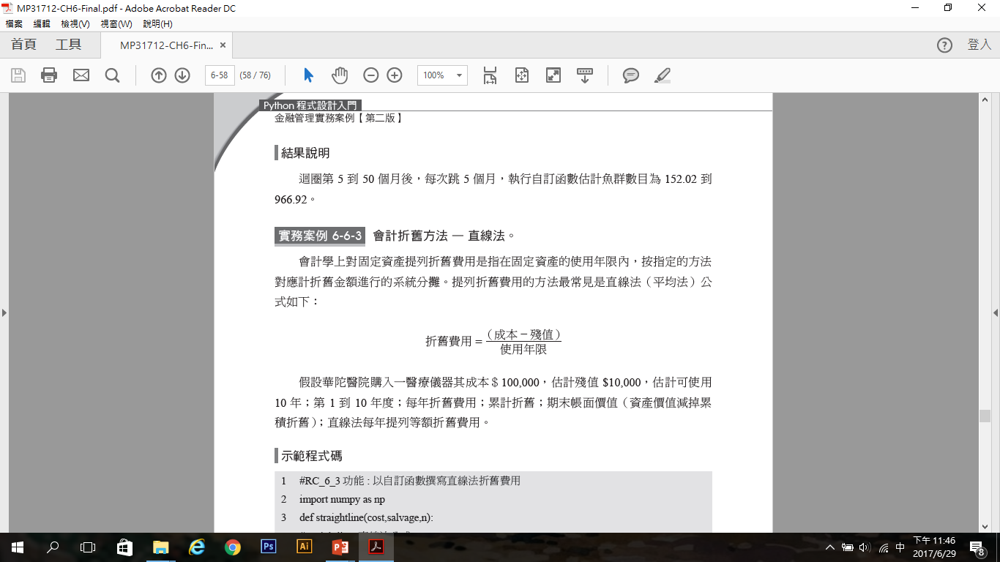 MP31712-CH6-Final.pdf - Adobe Acrobat Reader DC
檔案 編輯 檢視(V) 視窗(W) 說明(H)
首頁 工具 MP31712-CH6-Fin... × 登入
6-58 (58 / 76) 100%
Python 程式設計入門
金融管理實務案例【第二版】
結果說明
迴圈第 5 到 50 個月後，每次跳 5 個月，執行自訂函數估計魚群數目為 152.02 到
966.92。
實務案例 6-6-3 會計折舊方法 — 直線法。
會計學上對固定資產提列折舊費用是指在固定資產的使用年限內，按指定的方法
對應計折舊金額進行的系統分攤。提列折舊費用的方法最常見是直線法（平均法）公
式如下：
折舊費用 = （成本 − 殘值）
使用年限
假設華陀醫院購入一醫療儀器其成本 $ 100,000，估計殘值 $10,000，估計可使用
10 年；第 1 到 10 年度；每年折舊費用；累計折舊；期末帳面價值（資產價值減掉累
積折舊）；直線法每年提列等額折舊費用。
示範程式碼
1 #RC_6_3 功能 : 以自訂函數撰寫直線法折舊費用
2 import numpy as np
3 def straightline(cost,salvage,n):
Ps Ai 中 下午 11:46
2017/6/29 8